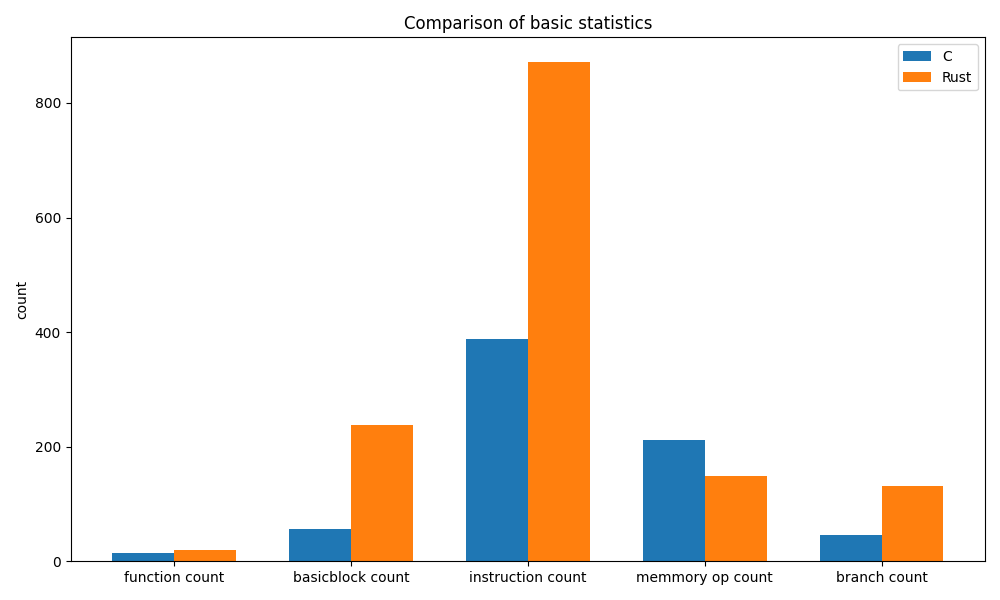 Comparison of basic statistics
C
Rust
count
800
600
400
200
0
function count
basicblock count
instruction count
memmory op count
branch count